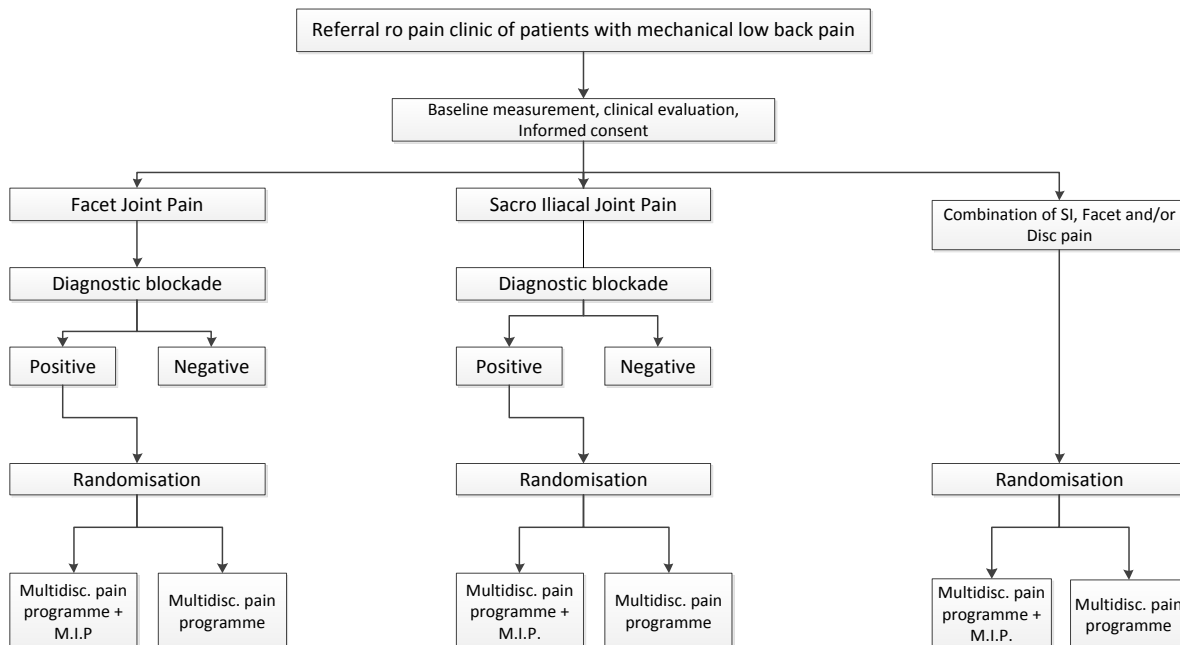 Referral ro pain clinic of patients with mechanical low back pain
Baseline measurement, clinical evaluation,
Informed consent
Facet Joint Pain
Sacro Iliacal Joint Pain
Combination of SI, Facet and/or
Disc pain
Diagnostic blockade
Diagnostic blockade
Positive
Negative
Positive
Negative
Randomisation
Randomisation
Randomisation
Multidisc. pain
programme +
M.I.P
Multidisc. pain
programme
Multidisc. pain
programme +
M.I.P.
Multidisc. pain
programme
Multidisc. pain
programme +
M.I.P.
Multidisc. pain
programme